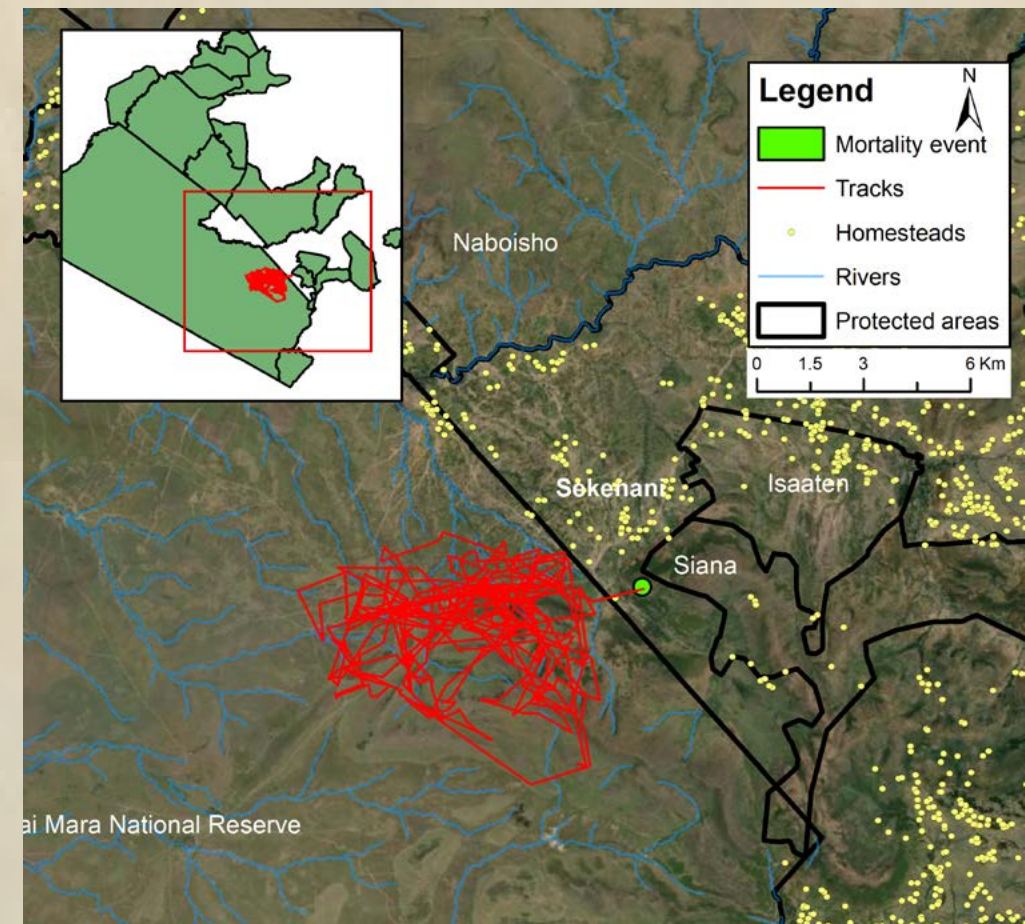 Legend
N
Mortality event
Tracks
Homesteads
Rivers
Protected areas
0 1.5 3 6 Km
Naboisho
Sekenani
Isaaten
Siana
ai Mara National Reserve